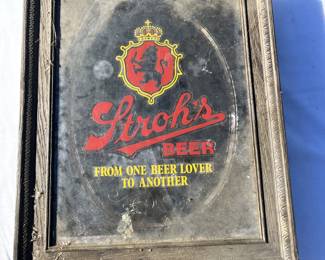 Stroh's
BEER
FROM ONE BEER LOVER
TO ANOTHER